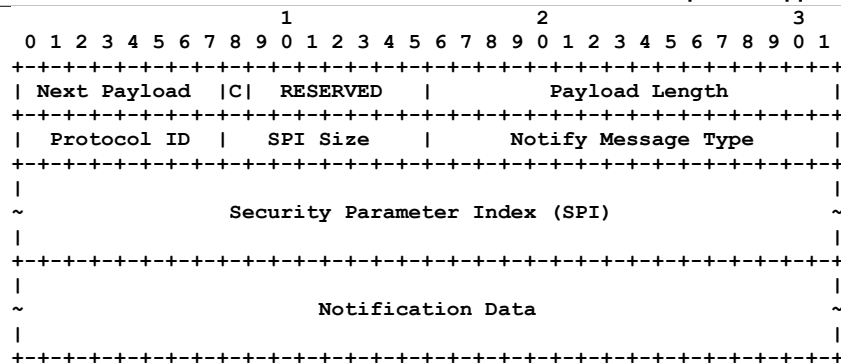 1                   2                   3
 0 1 2 3 4 5 6 7 8 9 0 1 2 3 4 5 6 7 8 9 0 1 2 3 4 5 6 7 8 9 0 1
+-+-+-+-+-+-+-+-+-+-+-+-+-+-+-+-+-+-+-+-+-+-+-+-+-+-+-+-+-+-+-+-+
| Next Payload  |C|  RESERVED   |         Payload Length        |
+-+-+-+-+-+-+-+-+-+-+-+-+-+-+-+-+-+-+-+-+-+-+-+-+-+-+-+-+-+-+-+-+
|  Protocol ID  |   SPI Size    |      Notify Message Type      |
+-+-+-+-+-+-+-+-+-+-+-+-+-+-+-+-+-+-+-+-+-+-+-+-+-+-+-+-+-+-+-+-+
|                                                               |
~                Security Parameter Index (SPI)                 ~
|                                                               |
+-+-+-+-+-+-+-+-+-+-+-+-+-+-+-+-+-+-+-+-+-+-+-+-+-+-+-+-+-+-+-+-+
|                                                               |
~                       Notification Data                       ~
|                                                               |
+-+-+-+-+-+-+-+-+-+-+-+-+-+-+-+-+-+-+-+-+-+-+-+-+-+-+-+-+-+-+-+-+